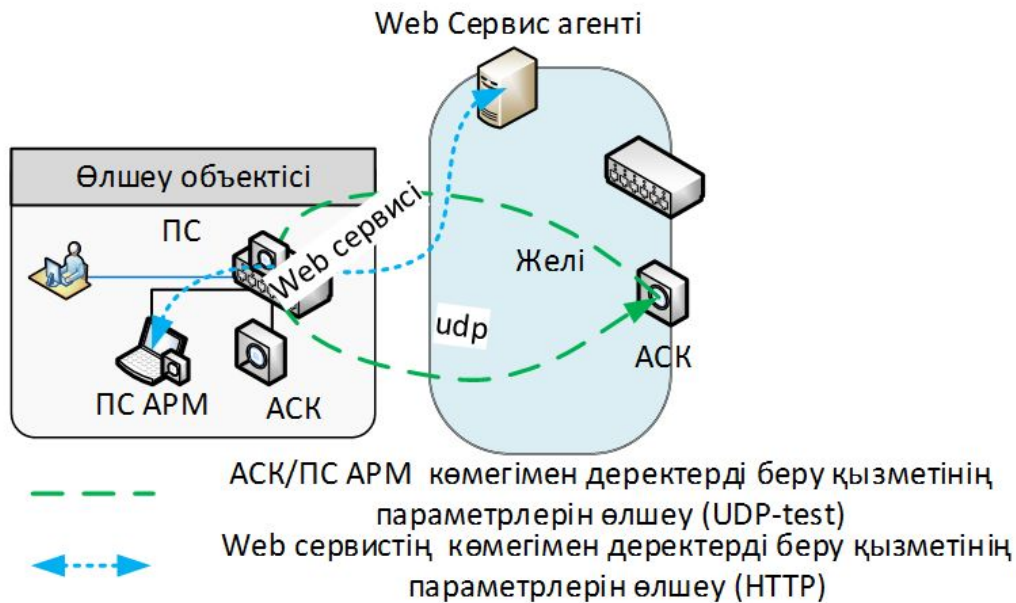 Web Сервис агенті
Өлшеу объектісі
ПС
Web сервисі
Желі
udp
АСК
ПС АРМ
АСК
АСК/ПС АРМ көмегімен деректерді беру қызметінің
параметрлерін өлшеу (UDP-test)
Web сервистің көмегімен деректерді беру қызметінің
параметрлерін өлшеу (HTTP)